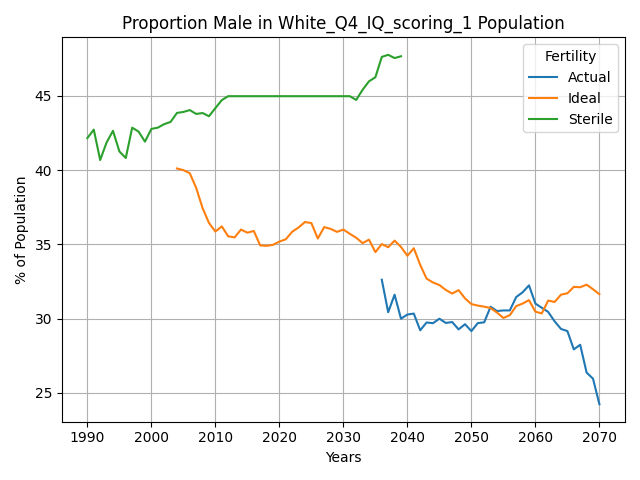 Proportion Male in White_Q4_IQ_scoring_1 Population
Fertility
Actual
Ideal
Sterile
% of Population
45
40
35
30
25
1990 2000 2010 2020 2030 2040 2050 2060 2070
Years